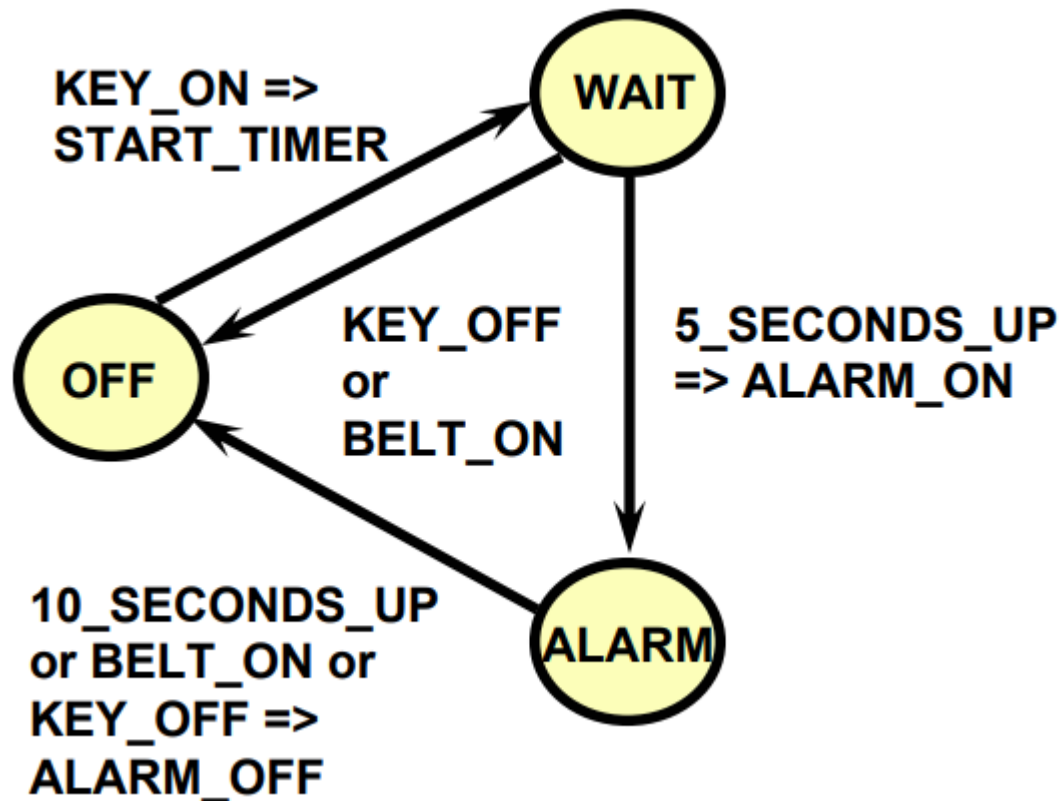 KEY_ON =>
START_TIMER
WAIT
OFF
KEY_OFF
or
BELT_ON
5_SECONDS_UP
=> ALARM_ON
10_SECONDS_UP
or BELT_ON or
KEY_OFF =>
ALARM_OFF
ALARM